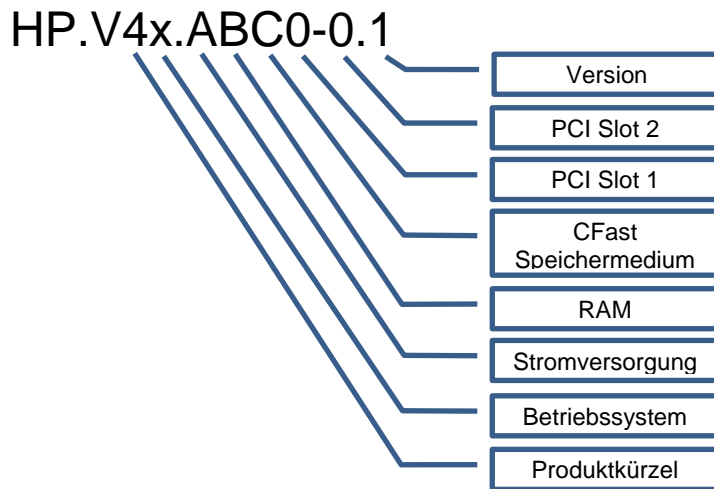 HP.V4x.ABC0-0.1
Version
PCI Slot 2
PCI Slot 1
CFast
Speichermedium
RAM
Stromversorgung
Betriebssystem
Produktkürzel